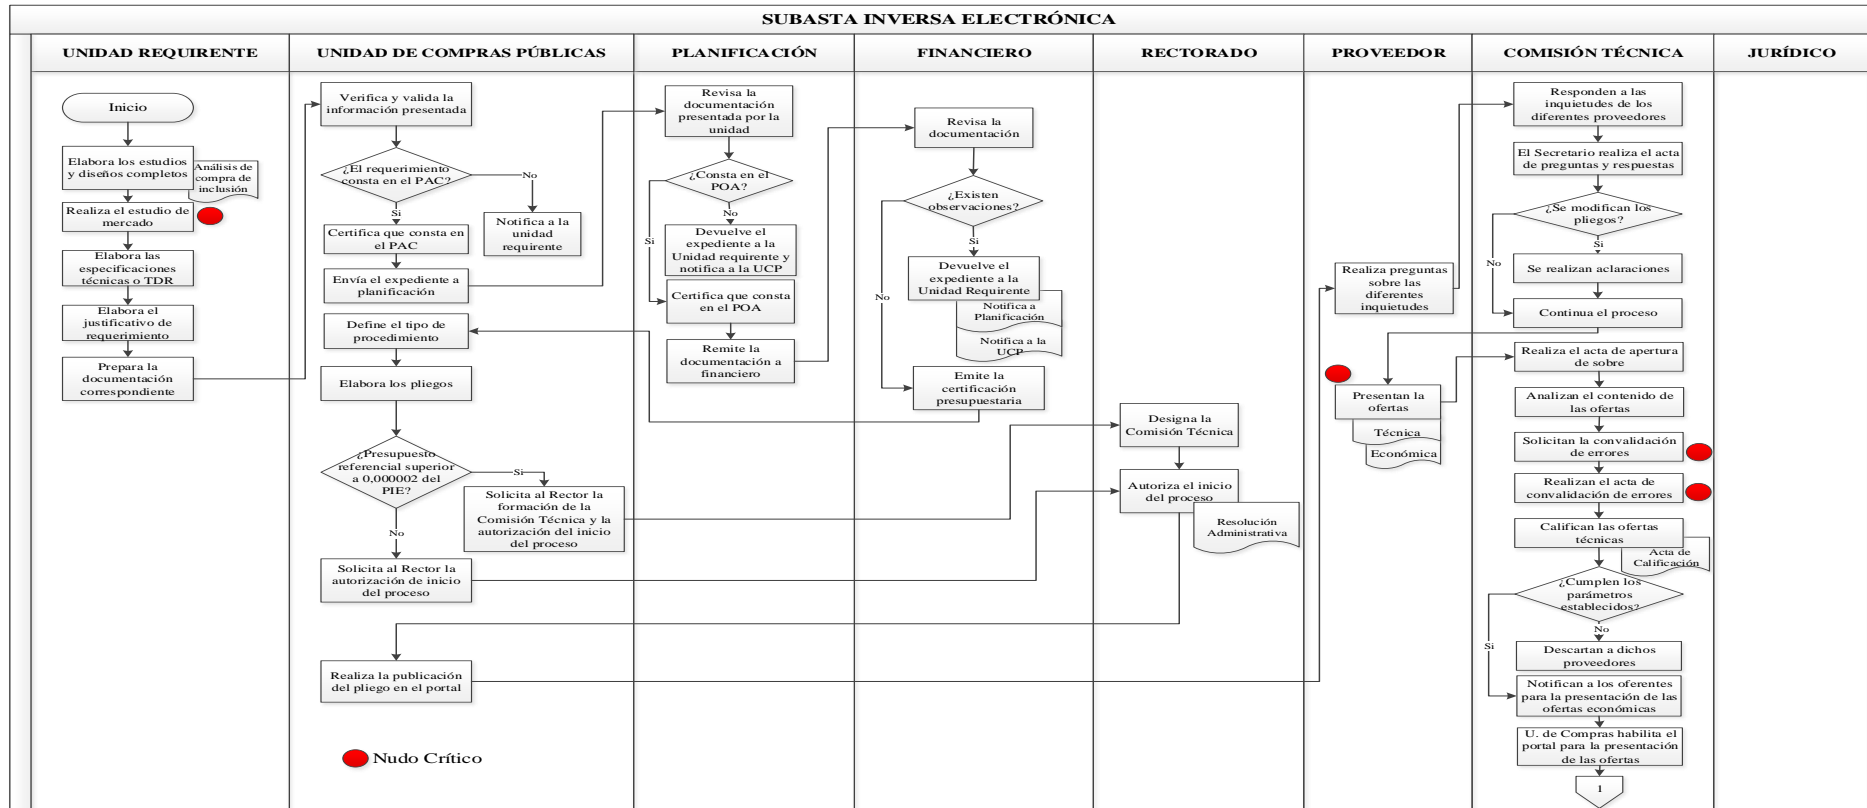 SUBASTA INVERSA ELECTRÓNICA
UNIDAD REQUIRENTE
UNIDAD DE COMPRAS PÚBLICAS
PLANIFICACIÓN
FINANCIERO
RECTORADO
PROVEEDOR
COMISIÓN TÉCNICA
JURÍDICO
Inicio
Elabora los estudios
y diseños completos
Análisis de
compra de
inclusión
Realiza el estudio de
mercado
Elabora las
especificaciones
técnicas o TDR
Elabora el
justificativo de
requerimiento
Prepara la
documentación
correspondiente
Verifica y valida la
información presentada
¿El requerimiento
consta en el PAC?
No
Si
Notifica a la
unidad
requirente
Certifica que consta en
el PAC
Envía el expediente a
planificación
Define el tipo de
procedimiento
Elabora los pliegos
¿Presupuesto
referencial superior
a 0,000002 del
PIE?
Si
Solicita al Rector la
formación de la
Comisión Técnica y la
autorización del inicio
del proceso
No
Solicita al Rector la
autorización de inicio
del proceso
Realiza la publicación
del pliego en el portal
Nudo Crítico
Revisa la
documentación
presentada por la
unidad
¿Consta en el
POA?
No
Si
Devuelve el
expediente a la
Unidad requirente y
notifica a la UCP
Certifica que consta
en el POA
Remite la
documentación a
financiero
Revisa la
documentación
¿Existen
observaciones?
Si
No
Devuelve el
expediente a la
Unidad Requirente
Notifica a
Planificación
Notifica a la
UCP
Emite la
certificación
presupuestaria
Designa la
Comisión Técnica
Autoriza el inicio
del proceso
Resolución
Administrativa
Realiza preguntas
sobre las
diferentes
inquietudes
Presentan la
ofertas
Técnica
Económica
Responden a las
inquietudes de los
diferentes proveedores
El Secretario realiza el acta
de preguntas y respuestas
¿Se modifican los
pliegos?
Si
No
Se realizan aclaraciones
Continua el proceso
Realiza el acta de apertura
de sobre
Analizan el contenido de
las ofertas
Solicitan la convalidación
de errores
Realizan el acta de
convalidación de errores
Califican las ofertas
técnicas
Acta de
Calificación
¿Cumplen los
parámetros
establecidos?
No
Si
Descartan a dichos
proveedores
Notifican a los oferentes
para la presentación de las
ofertas económicas
U. de Compras habilita el
portal para la presentación
de las ofertas
1